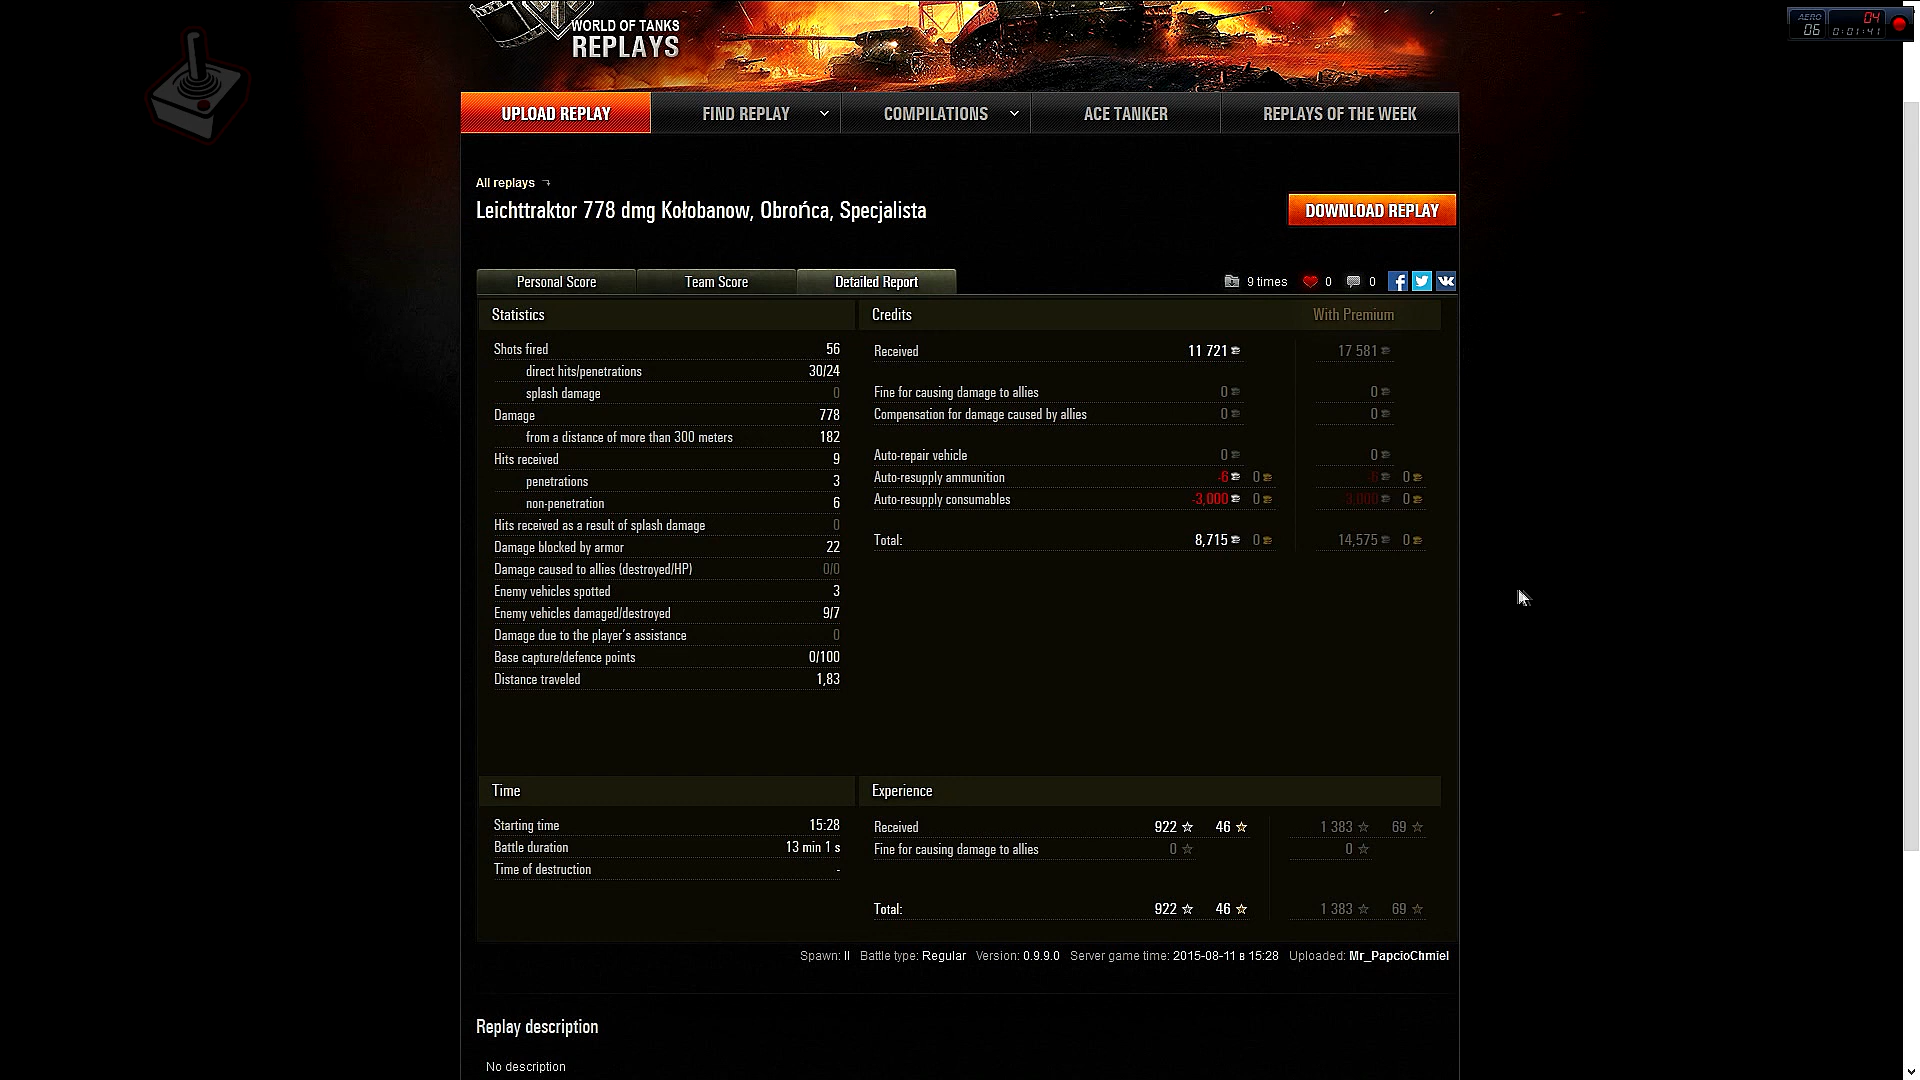 WORLD OF TANKS
REPLAYS
AERO
06
04
0:01:41
UPLOAD REPLAY
FIND REPLAY
COMPILATIONS
ACE TANKER
REPLAYS OF THE WEEK
All replays
Leichttraktor 778 dmg Kołobanow, Obrońca, Specjalista
DOWNLOAD REPLAY
Personal Score
Team Score
Detailed Report
9 times
0
0
Statistics
Shots fired 56
direct hits/penetrations 30/24
splash damage 0
Damage 778
from a distance of more than 300 meters 182
Hits received 9
penetrations 3
non-penetration 6
Hits received as a result of splash damage 0
Damage blocked by armor 22
Damage caused to allies (destroyed/HP) 0/0
Enemy vehicles spotted 3
Enemy vehicles damaged/destroyed 9/7
Damage due to the player's assistance 0
Base capture/defence points 0/100
Distance traveled 1,83
Credits With Premium
Received 11 721 17 581
Fine for causing damage to allies 0 0
Compensation for damage caused by allies 0 0
Auto-repair vehicle 0 0
Auto-resupply ammunition -6 0 -6 0
Auto-resupply consumables -3,000 0 -3,000 0
Total: 8,715 0 14,575 0
Time
Starting time 15:28
Battle duration 13 min 1 s
Time of destruction -
Experience
Received 922 46 1 383 69
Fine for causing damage to allies 0 0
Total: 922 46 1 383 69
Spawn: II Battle type: Regular Version: 0.9.9.0 Server game time: 2015-08-11 в 15:28 Uploaded: Mr_PapcioChmiel
Replay description
No description